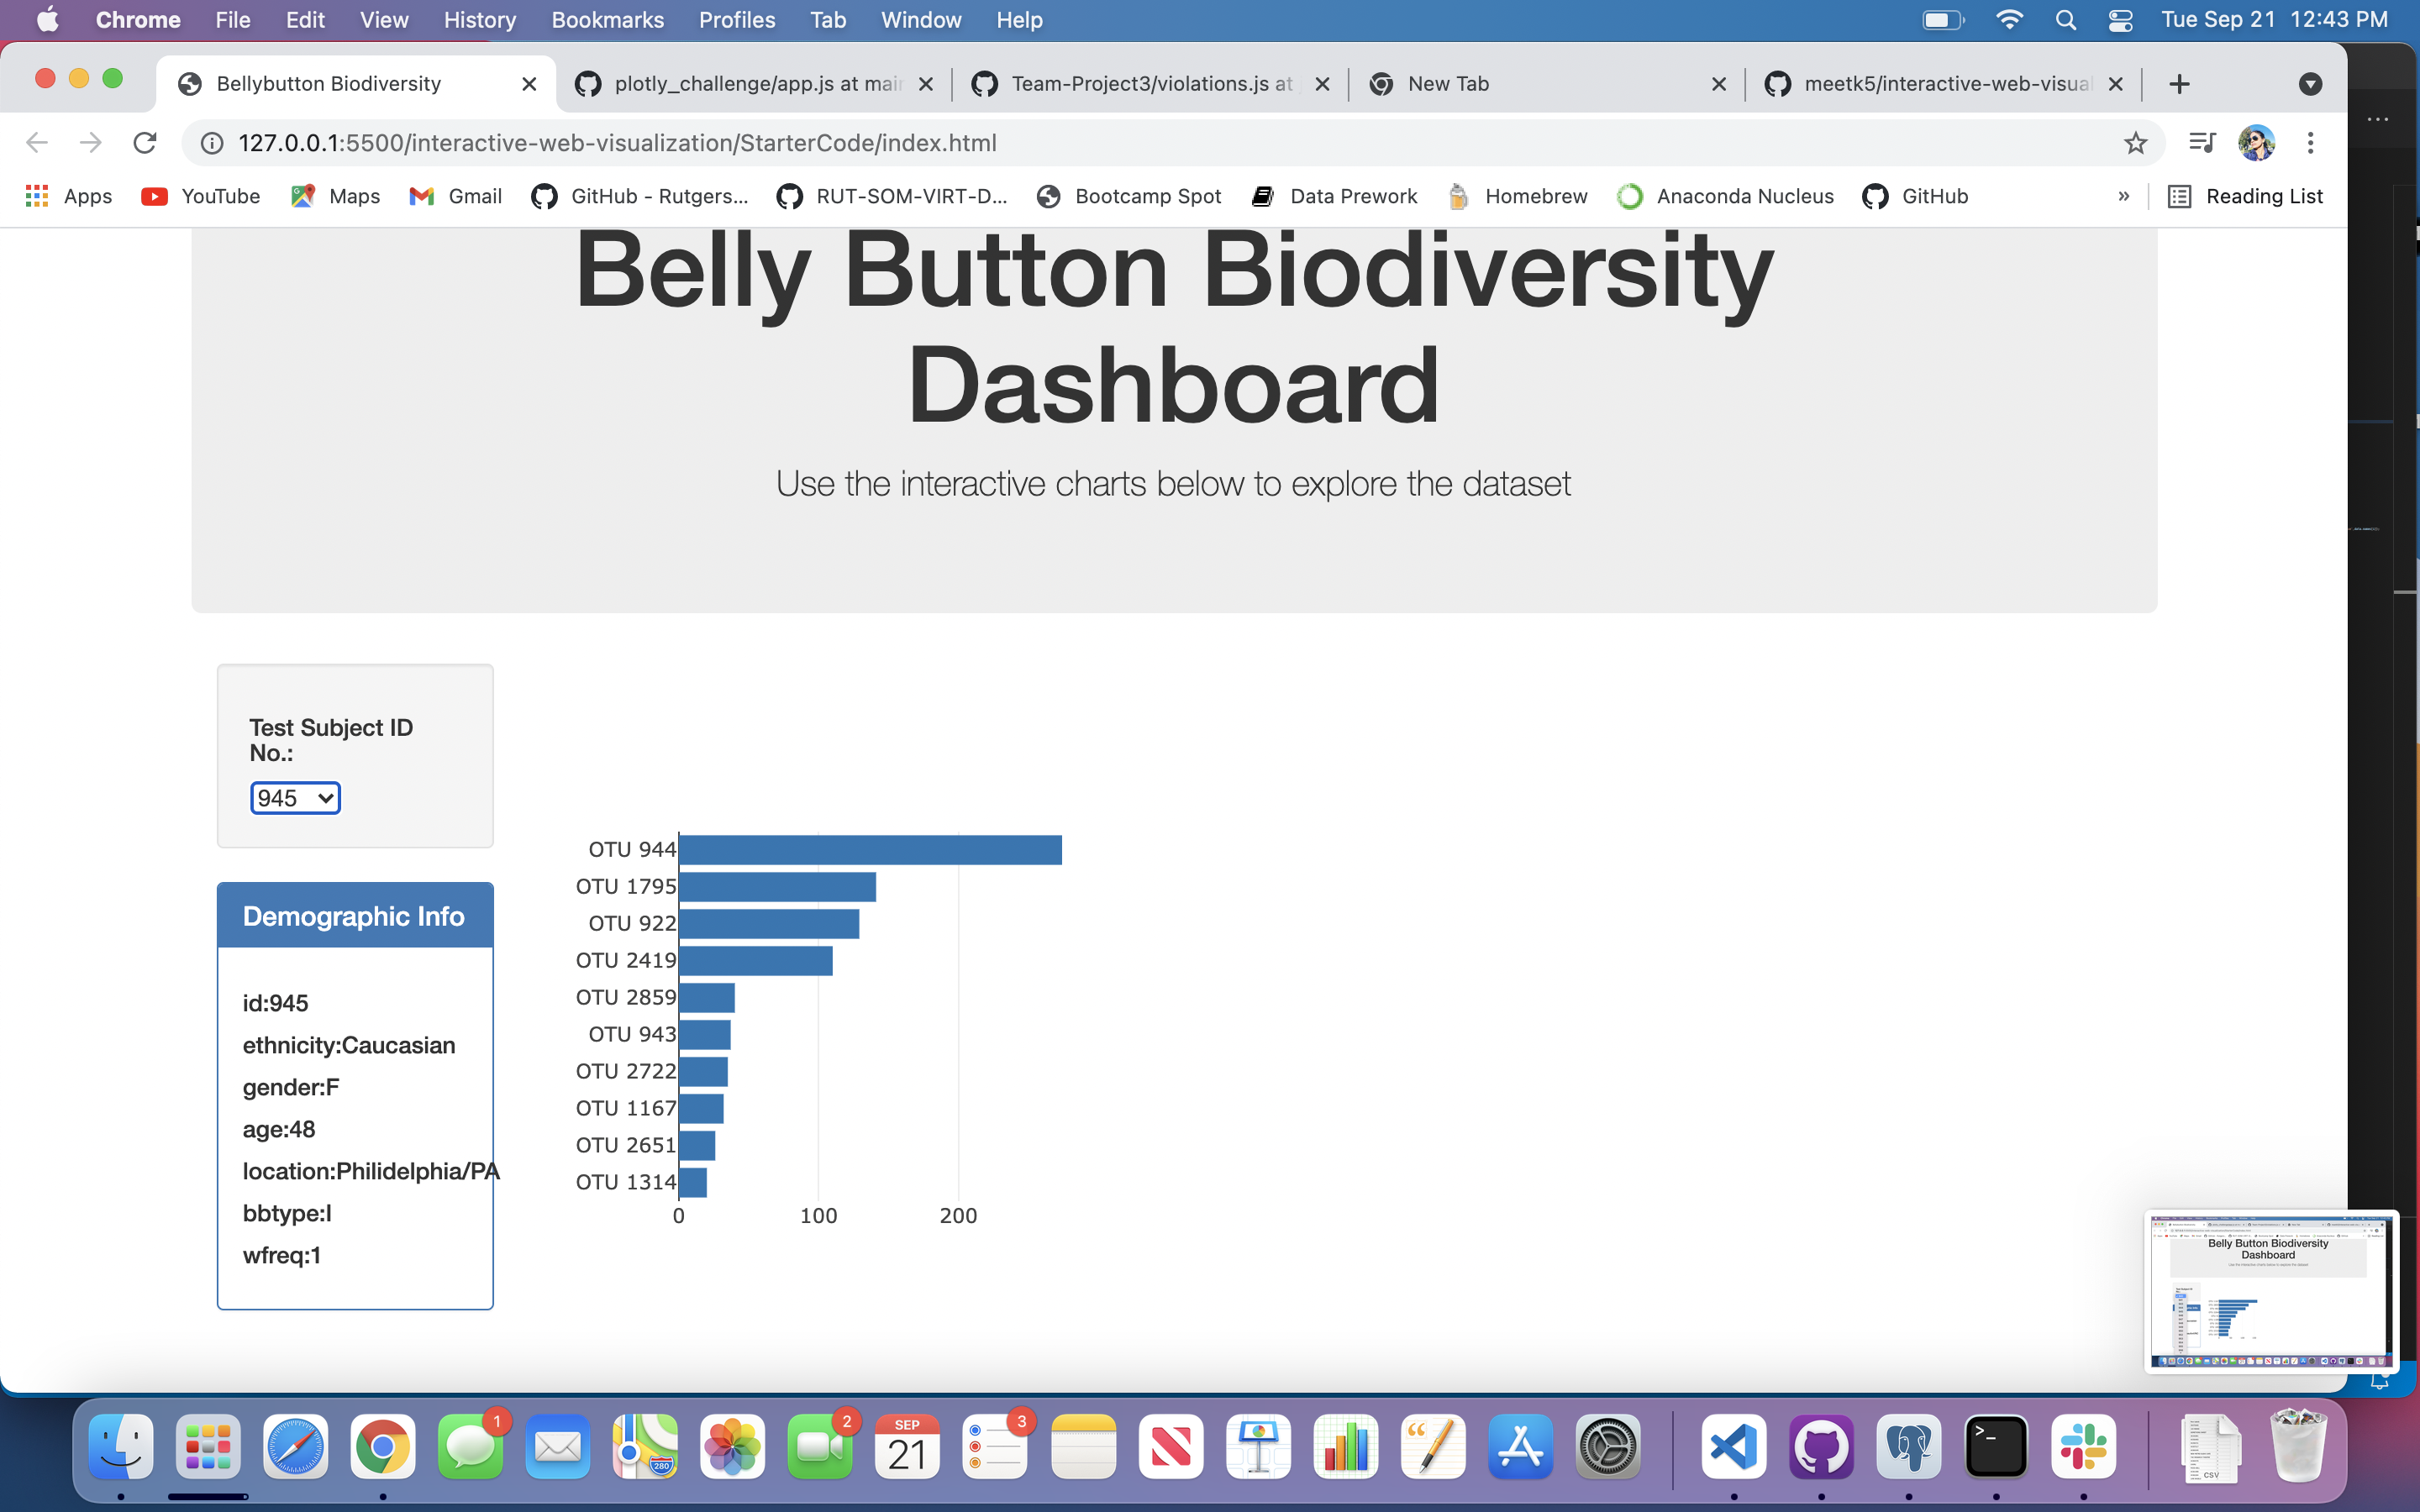 Chrome File Edit View History Bookmarks Profiles Tab Window Help Tue Sep 21 12:43 PM
Bellybutton Biodiversity plotly_challenge/app.js at mai Team-Project3/violations.js at New Tab meetk5/interactive-web-visua
127.0.0.1:5500/interactive-web-visualization/StarterCode/index.html
Apps YouTube Maps Gmail GitHub - Rutgers... RUT-SOM-VIRT-D... Bootcamp Spot Data Prework Homebrew Anaconda Nucleus GitHub » Reading List
Belly Button Biodiversity
Dashboard
Use the interactive charts below to explore the dataset
Test Subject ID
No.:
945
Demographic Info
id:945
ethnicity:Caucasian
gender:F
age:48
location:Philidelphia/PA
bbtype:I
wfreq:1
OTU 944
OTU 1795
OTU 922
OTU 2419
OTU 2859
OTU 943
OTU 2722
OTU 1167
OTU 2651
OTU 1314
0 100 200
Belly Button Biodiversity
Dashboard
1 280 2 SEP 21 3 CSV